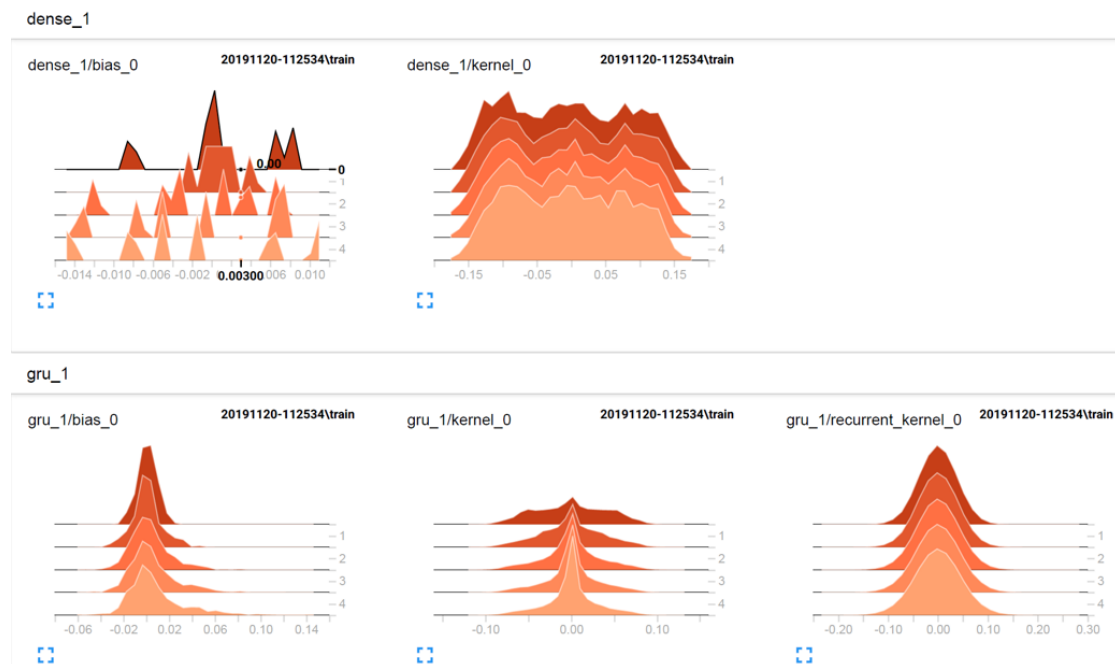 dense_1
dense_1/bias_0 20191120-112534\train
0.00
0
1
2
3
4
-0.014 -0.010 -0.006 -0.002 0.00300 0.010
dense_1/kernel_0 20191120-112534\train
1
2
3
4
-0.15 -0.05 0.05 0.15
gru_1
gru_1/bias_0 20191120-112534\train
1
2
3
4
-0.06 -0.02 0.02 0.06 0.10 0.14
gru_1/kernel_0 20191120-112534\train
1
2
3
4
-0.10 0.00 0.10
gru_1/recurrent_kernel_0 20191120-112534\train
1
2
3
4
-0.20 -0.10 0.00 0.10 0.20 0.30